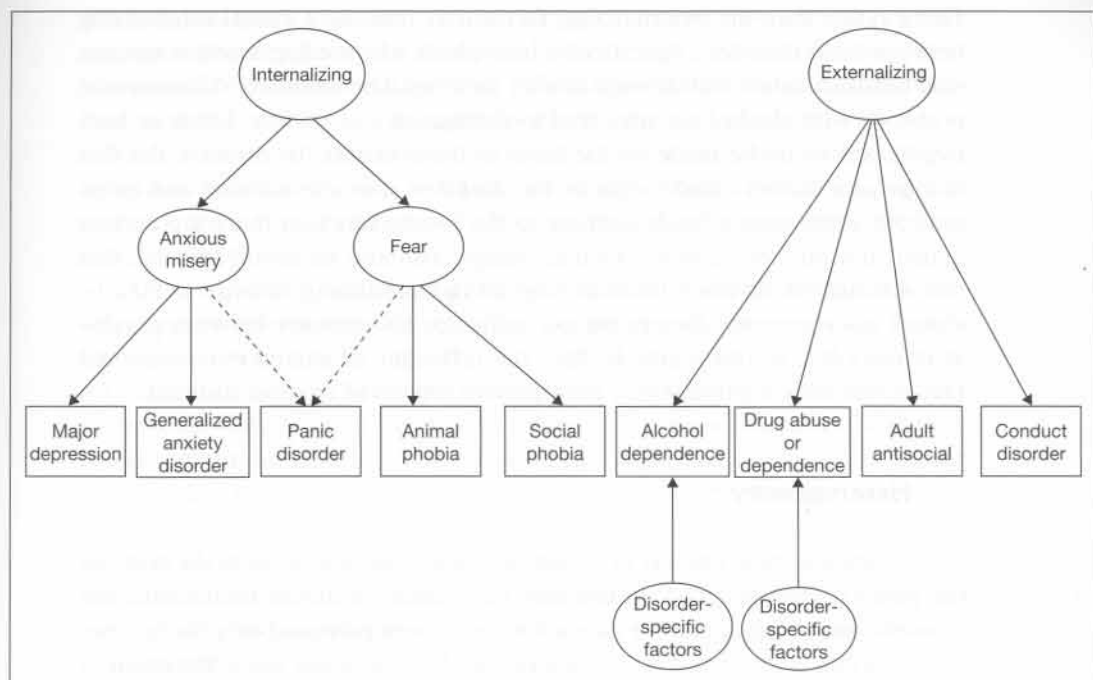 Internalizing
Externalizing
Anxious
misery
Fear
Major
depression
Generalized
anxiety
disorder
Panic
disorder
Animal
phobia
Social
phobia
Alcohol
dependence
Drug abuse
or
dependence
Adult
antisocial
Conduct
disorder
Disorder-
specific
factors
Disorder-
specific
factors